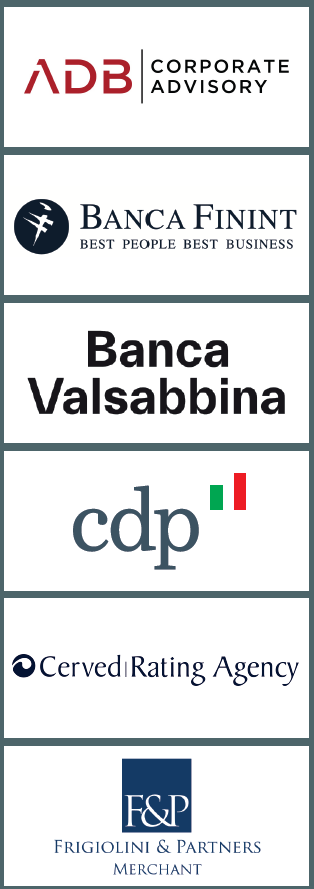 ADB CORPORATE
ADVISORY
BANCA FININT
BEST PEOPLE BEST BUSINESS
Banca
Valsabbina
cdp
Cerved Rating Agency
F&P
FRIGIOLINI & PARTNERS
MERCHANT